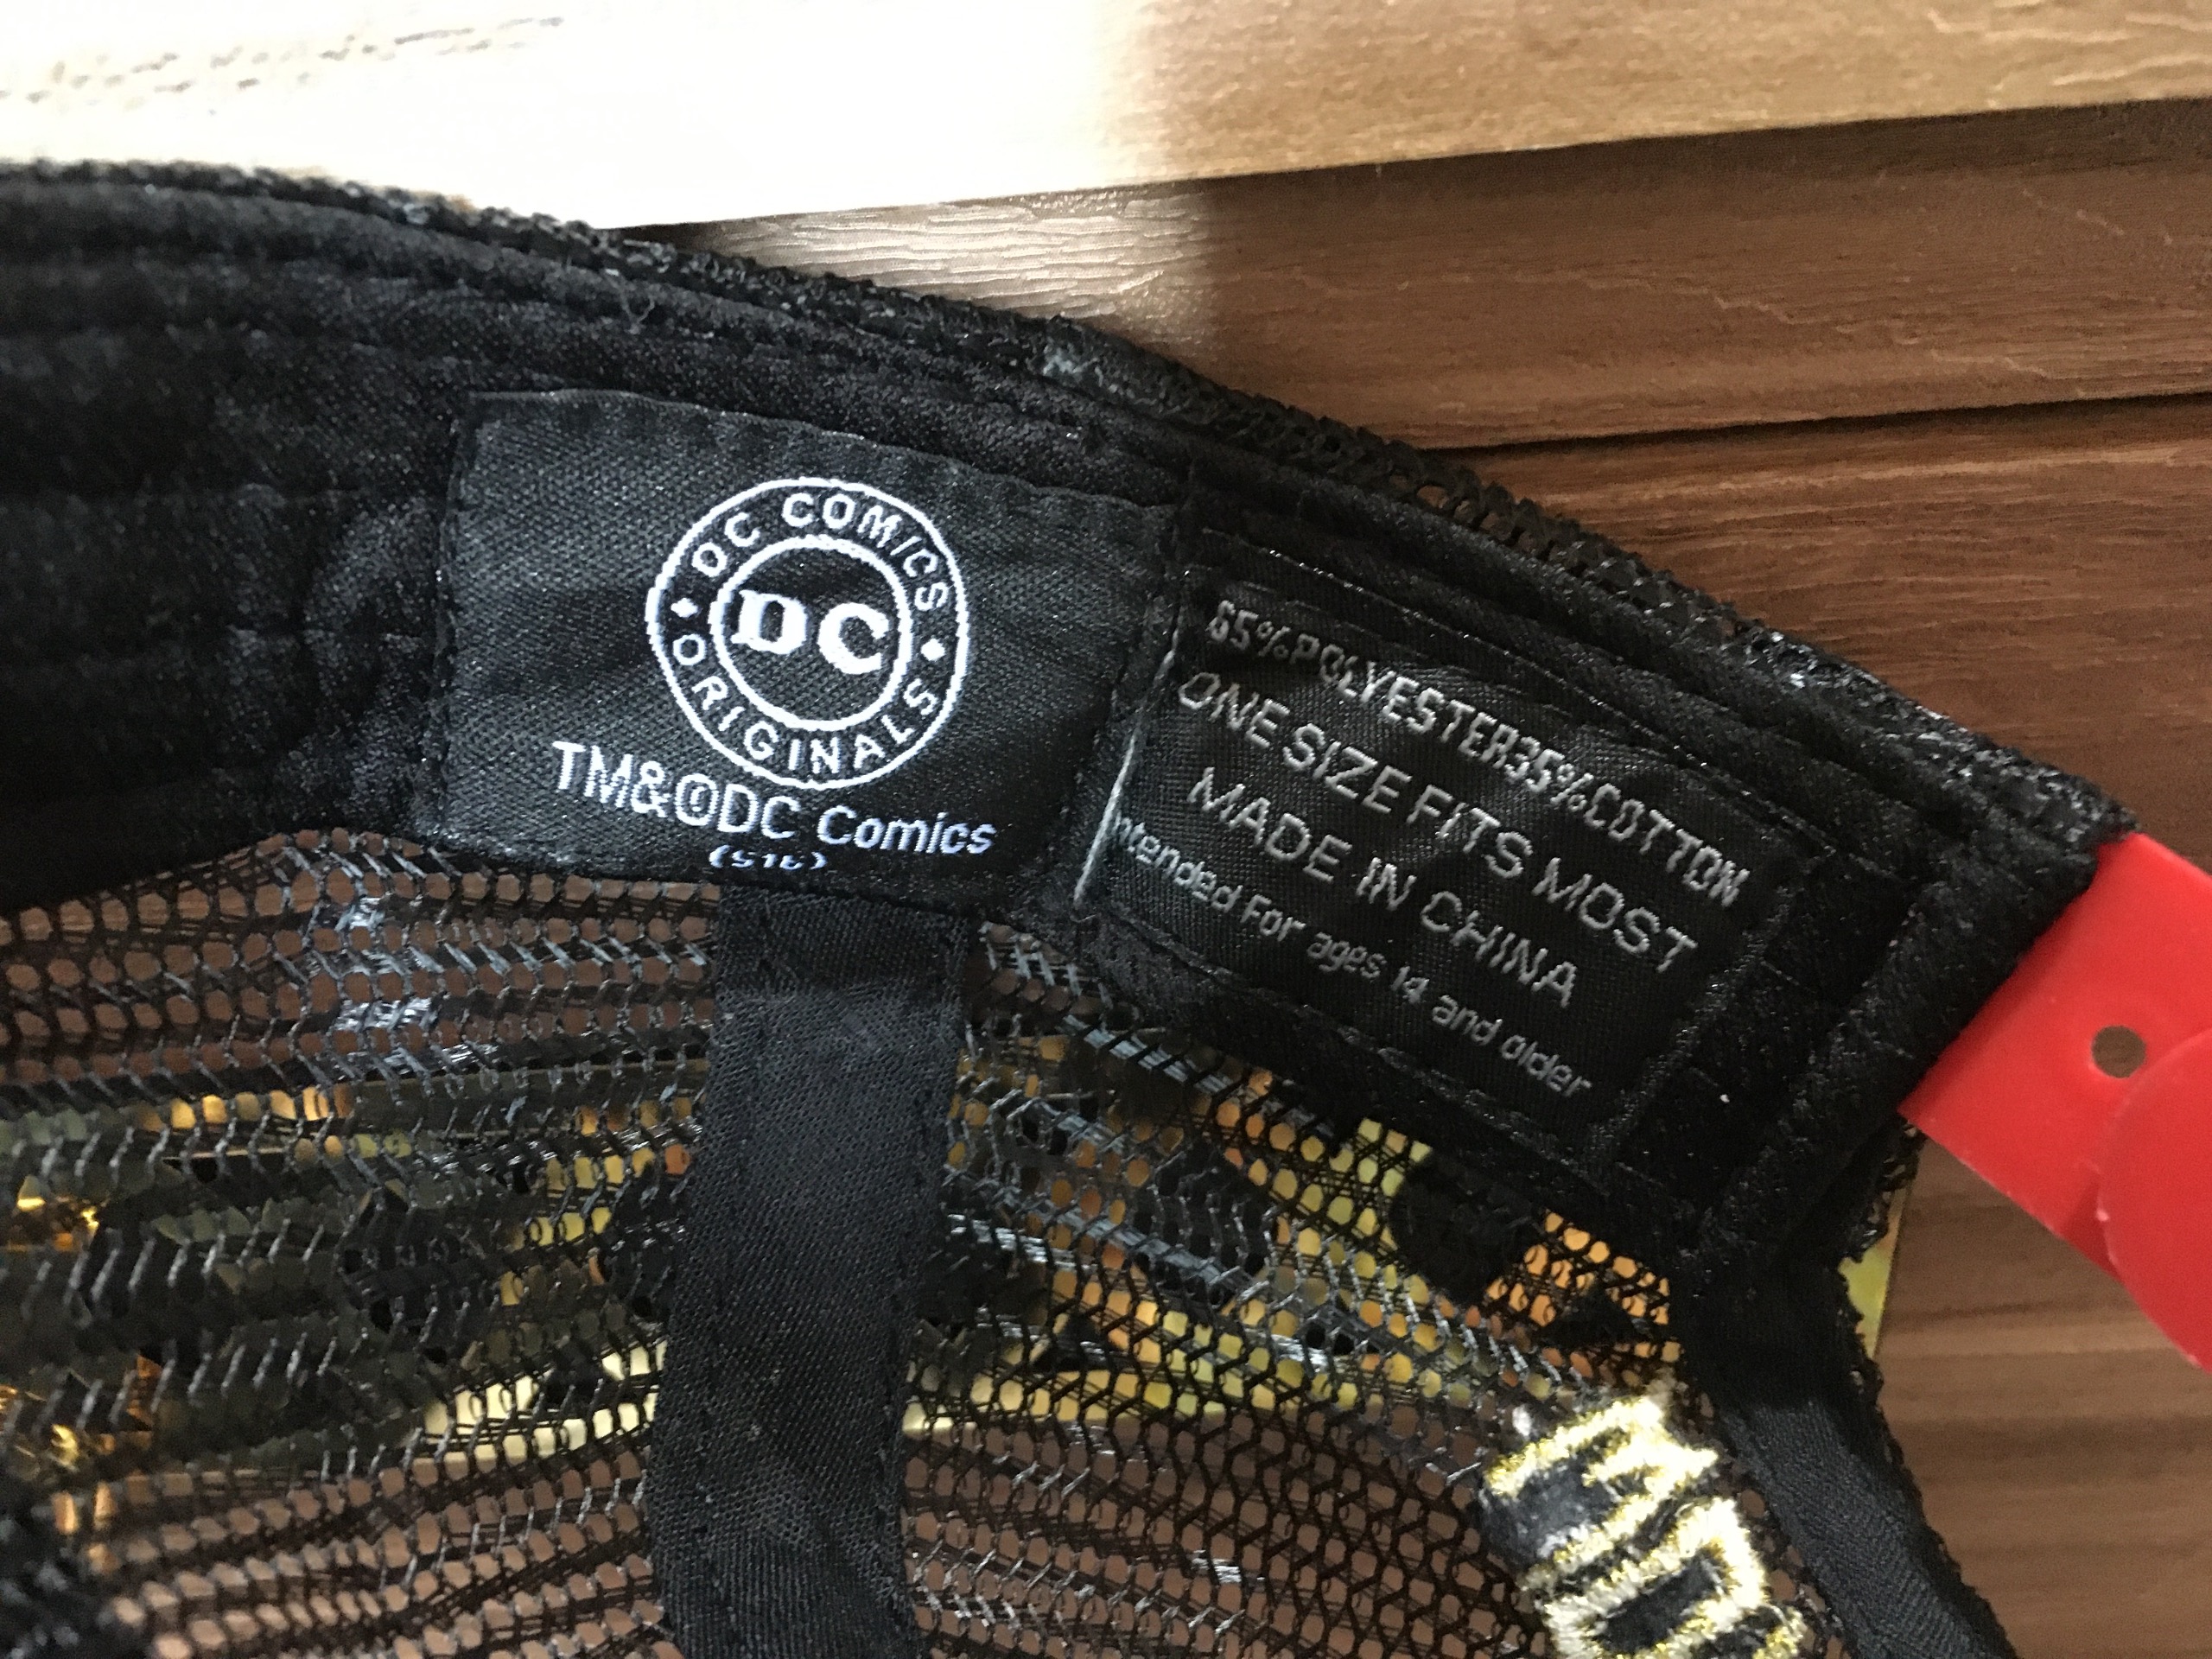 DC COMICS
DC
ORIGINALS
TM&©DC Comics
(s16)
65%POLYESTER35%COTTON
ONE SIZE FITS MOST
MADE IN CHINA
ntended For ages 14 and older